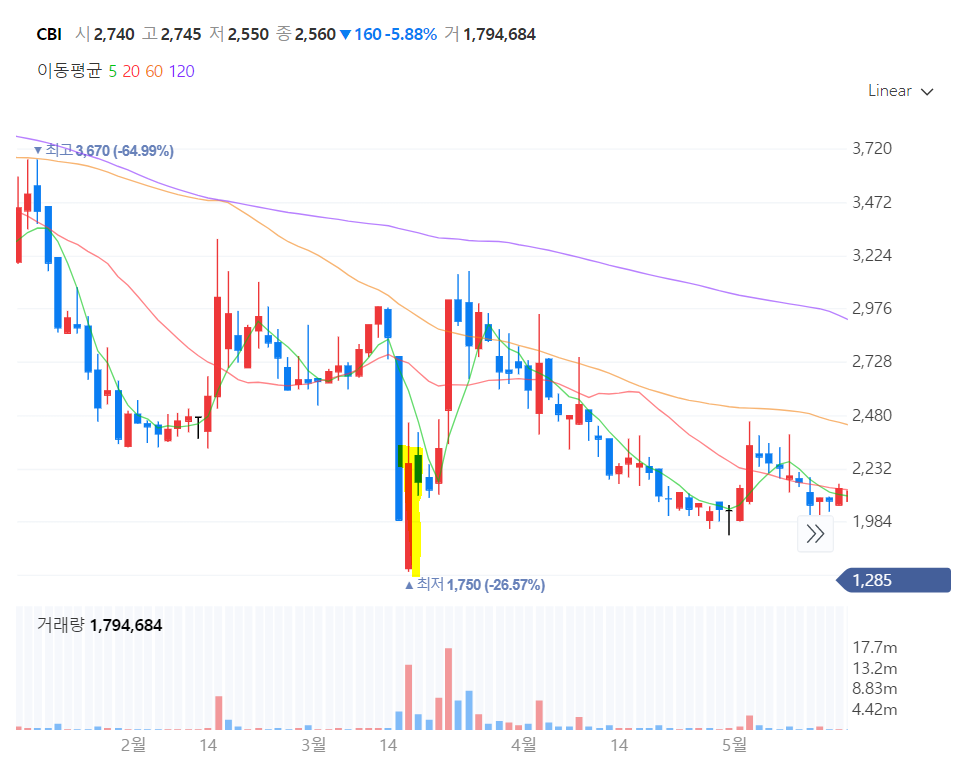 CBI 시 2,740 고 2,745 저 2,550 종 2,560 ▼160 -5.88% 거 1,794,684
이동평균 5 20 60 120
Linear
▼최고 3,670 (-64.99%)
3,720
3,472
3,224
2,976
2,728
2,480
2,232
1,984
1,285
▲최저 1,750 (-26.57%)
거래량 1,794,684
17.7m
13.2m
8.83m
4.42m
2월 14 3월 14 4월 14 5월